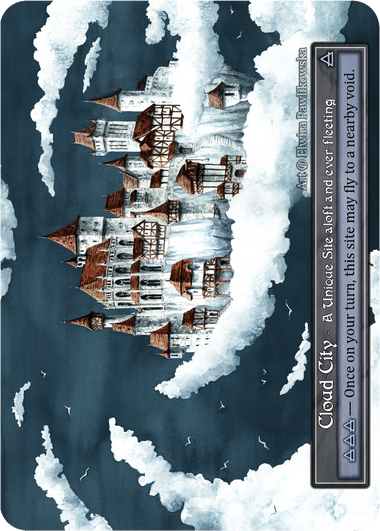 Cloud City - A Unique Site aloft and ever fleeting
— Once on your turn, this site may fly to a nearby void.
Art © Elwira Pawlikowska